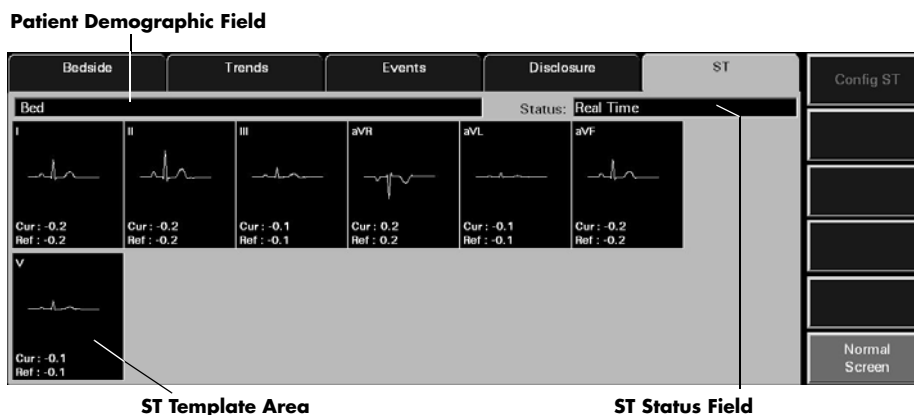 Patient Demographic Field
Bedside Trends Events Disclosure ST
Config ST
Bed Status: Real Time
I II III aVR aVL aVF
Cur: -0.2 Cur: -0.2 Cur: -0.1 Cur: 0.2 Cur: -0.1 Cur: -0.2
Ref: -0.2 Ref: -0.2 Ref: -0.1 Ref: 0.2 Ref: -0.1 Ref: -0.2
V
Cur: -0.1
Ref: -0.1
Normal
Screen
ST Template Area ST Status Field